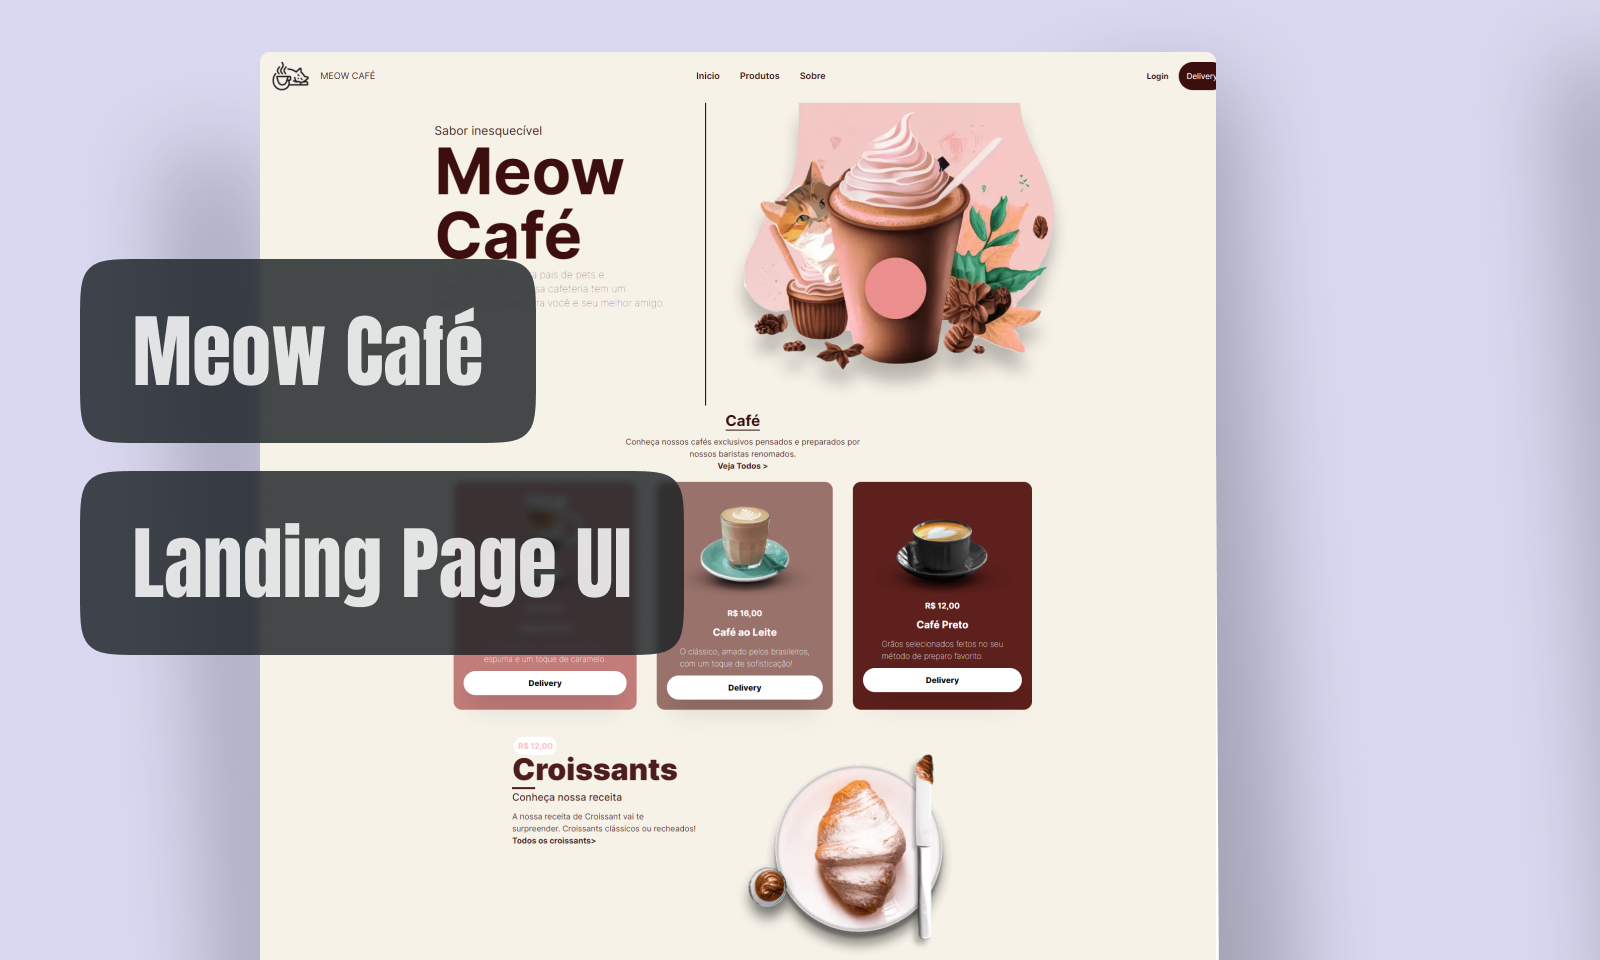 MEOW CAFÉ
Inicio
Produtos
Sobre
Login
Delivery
Sabor inesquecível
Meow
Café
a pais de pets e
sa cafeteria tem um
ra você e seu melhor amigo.
Meow Café
Landing Page UI
Café
Conheça nossos cafés exclusivos pensados e preparados por
nossos baristas renomados.
Veja Todos >
espuma e um toque de caramelo.
Delivery
R$ 16,00
Café ao Leite
O clássico, amado pelos brasileiros,
com um toque de sofisticação!
Delivery
R$ 12,00
Café Preto
Grãos selecionados feitos no seu
método de preparo favorito.
Delivery
R$ 12,00
Croissants
Conheça nossa receita
A nossa receita de Croissant vai te
surpreender. Croissants clássicos ou recheados!
Todos os croissants>